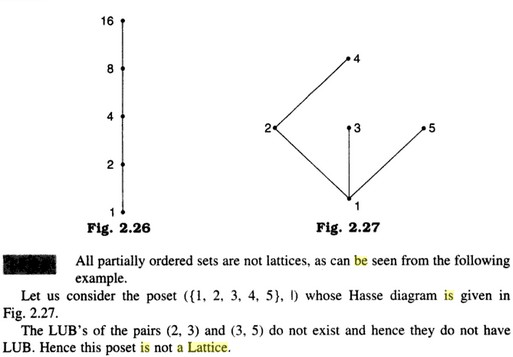 16
8
4
2
1
Fig. 2.26
4
2
3
5
1
Fig. 2.27
All partially ordered sets are not lattices, as can be seen from the following
example.
Let us consider the poset ({1, 2, 3, 4, 5}, |) whose Hasse diagram is given in
Fig. 2.27.
The LUB's of the pairs (2, 3) and (3, 5) do not exist and hence they do not have
LUB. Hence this poset is not a Lattice.